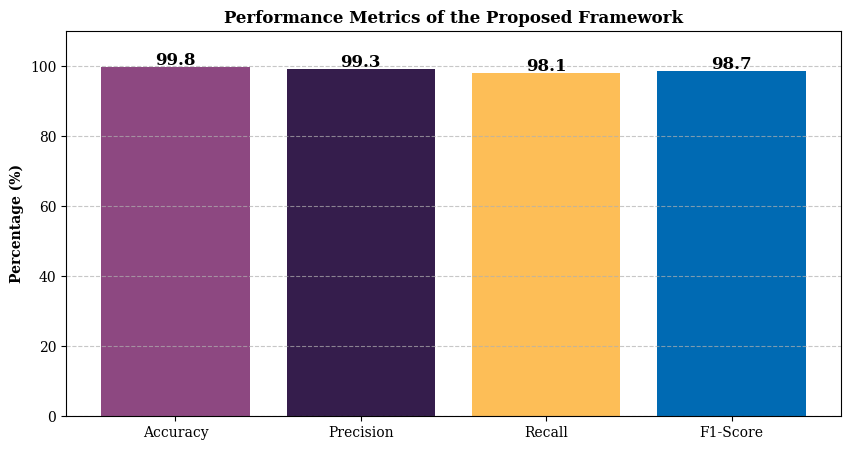 Performance Metrics of the Proposed Framework
Percentage (%)
100
80
60
40
20
0
99.8
99.3
98.1
98.7
Accuracy
Precision
Recall
F1-Score